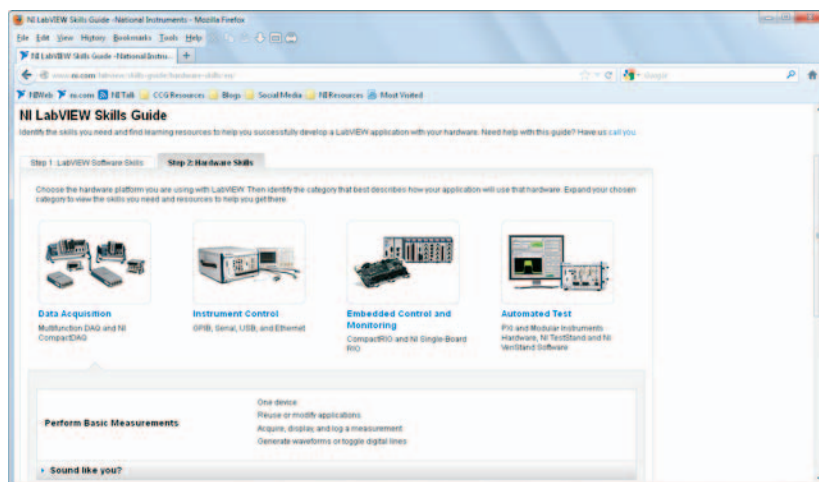 NI LabVIEW Skills Guide - National Instruments - Mozilla Firefox
File Edit View History Bookmarks Tools Help
NI LabVIEW Skills Guide - National Instru... +
Google
NIWeb ni.com NI Talk CCG Resources Blogs Social Media NI Resources Most Visited
NI LabVIEW Skills Guide
Identify the skills you need and find learning resources to help you successfully develop a LabVIEW application with your hardware. Need help with this guide? Have us call you.
Step 1: LabVIEW Software Skills Step 2: Hardware Skills
Choose the hardware platform you are using with LabVIEW. Then identify the category that best describes how your application will use that hardware. Expand your chosen
category to view the skills you need and resources to help you get there.
Data Acquisition
Multifunction DAQ and NI
CompactDAQ
Instrument Control
GPIB, Serial, USB, and Ethernet
Embedded Control and
Monitoring
CompactRIO and NI Single-Board
RIO
Automated Test
PXI and Modular Instruments
Hardware, NI TestStand and NI
VeriStand Software
Perform Basic Measurements
One device
Reuse or modify applications
Acquire, display, and log a measurement
Generate waveforms or toggle digital lines
Sound like you?